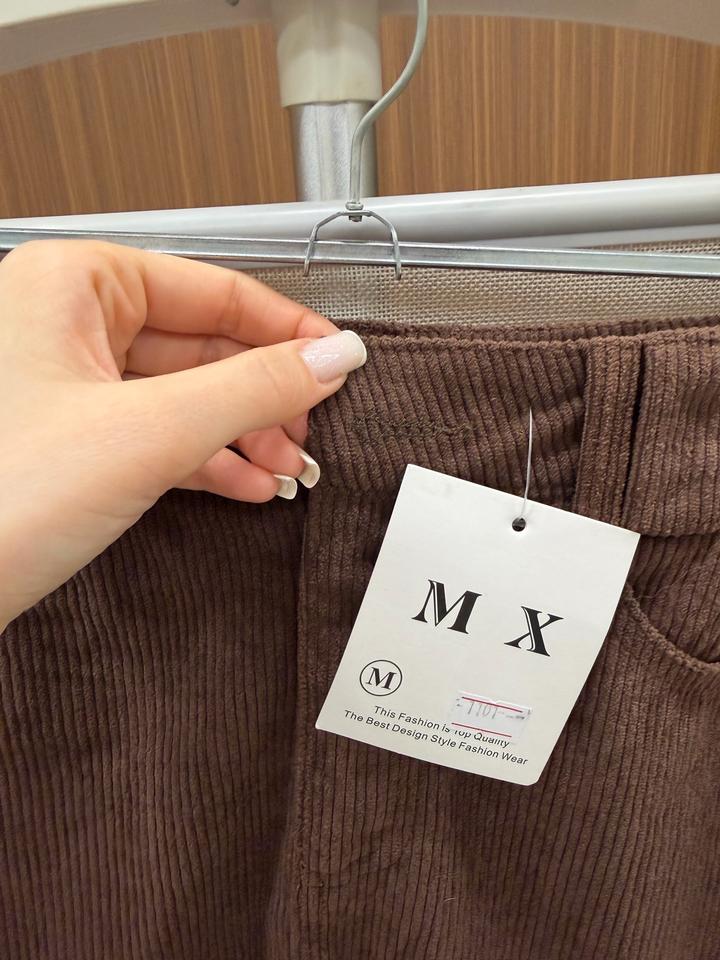 M X
M
This Fashion is Top Quality
The Best Design Style Fashion Wear